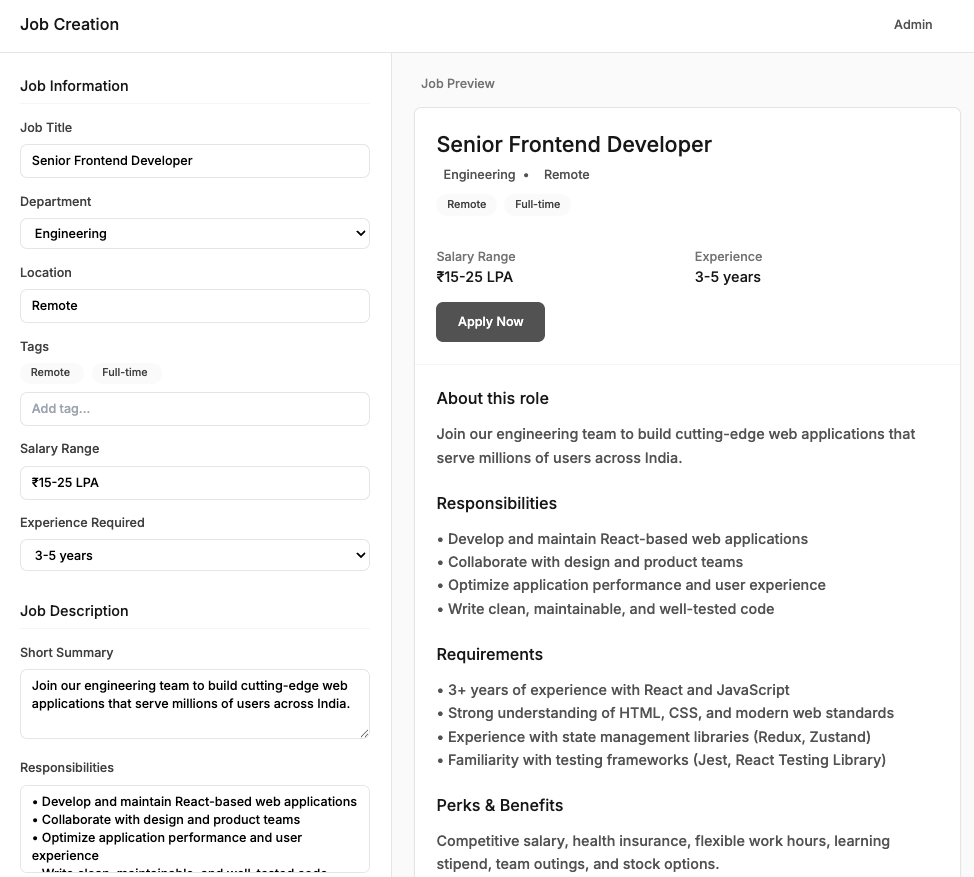 Job Creation
Admin
Job Information
Job Title
Senior Frontend Developer
Department
Engineering
Location
Remote
Tags
Remote Full-time
Add tag...
Salary Range
₹15-25 LPA
Experience Required
3-5 years
Job Description
Short Summary
Join our engineering team to build cutting-edge web
applications that serve millions of users across India.
Responsibilities
• Develop and maintain React-based web applications
• Collaborate with design and product teams
• Optimize application performance and user
experience
• Write clean, maintainable, and well-tested code
Job Preview
Senior Frontend Developer
Engineering • Remote
Remote Full-time
Salary Range Experience
₹15-25 LPA 3-5 years
Apply Now
About this role
Join our engineering team to build cutting-edge web applications that
serve millions of users across India.
Responsibilities
• Develop and maintain React-based web applications
• Collaborate with design and product teams
• Optimize application performance and user experience
• Write clean, maintainable, and well-tested code
Requirements
• 3+ years of experience with React and JavaScript
• Strong understanding of HTML, CSS, and modern web standards
• Experience with state management libraries (Redux, Zustand)
• Familiarity with testing frameworks (Jest, React Testing Library)
Perks & Benefits
Competitive salary, health insurance, flexible work hours, learning
stipend, team outings, and stock options.